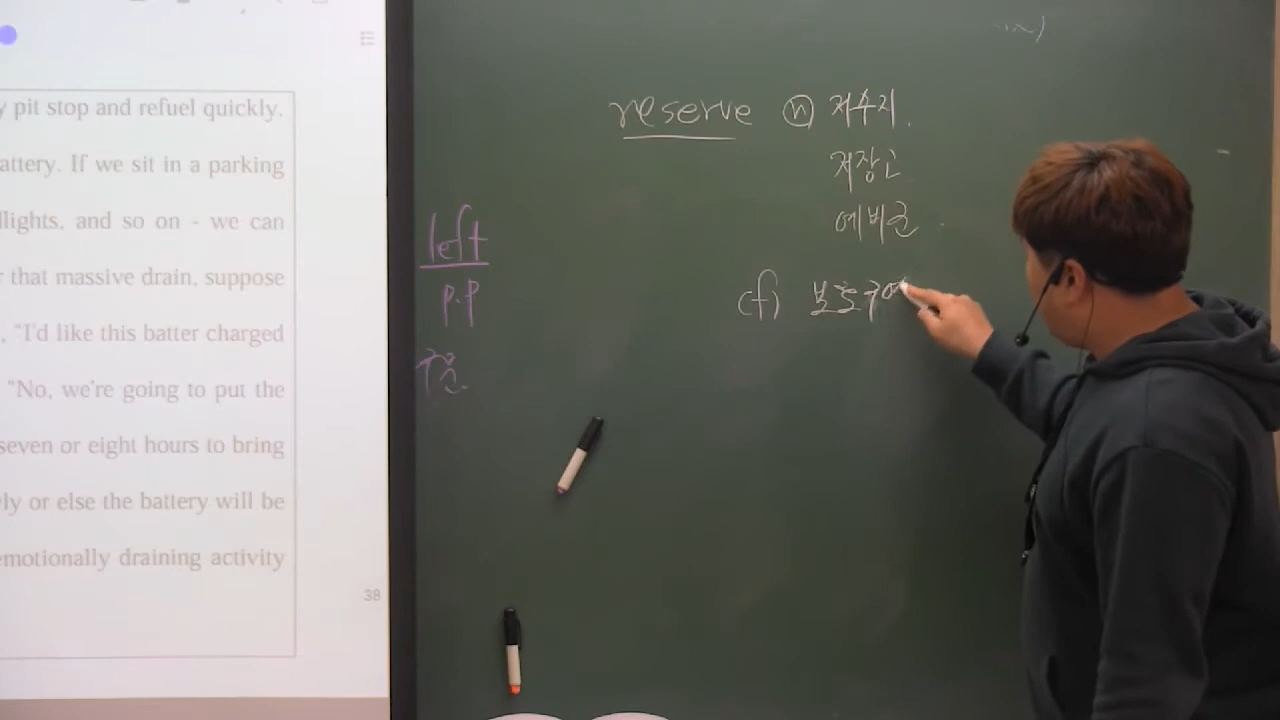 y pit stop and refuel quickly.
attery. If we sit in a parking
llights, and so on - we can
r that massive drain, suppose
, "I'd like this batter charged
"No, we're going to put the
seven or eight hours to bring
ly or else the battery will be
emotionally draining activity
38
left
p.p
reserve ⓝ 저수지.
저장고
예비군
(f) 보호구역